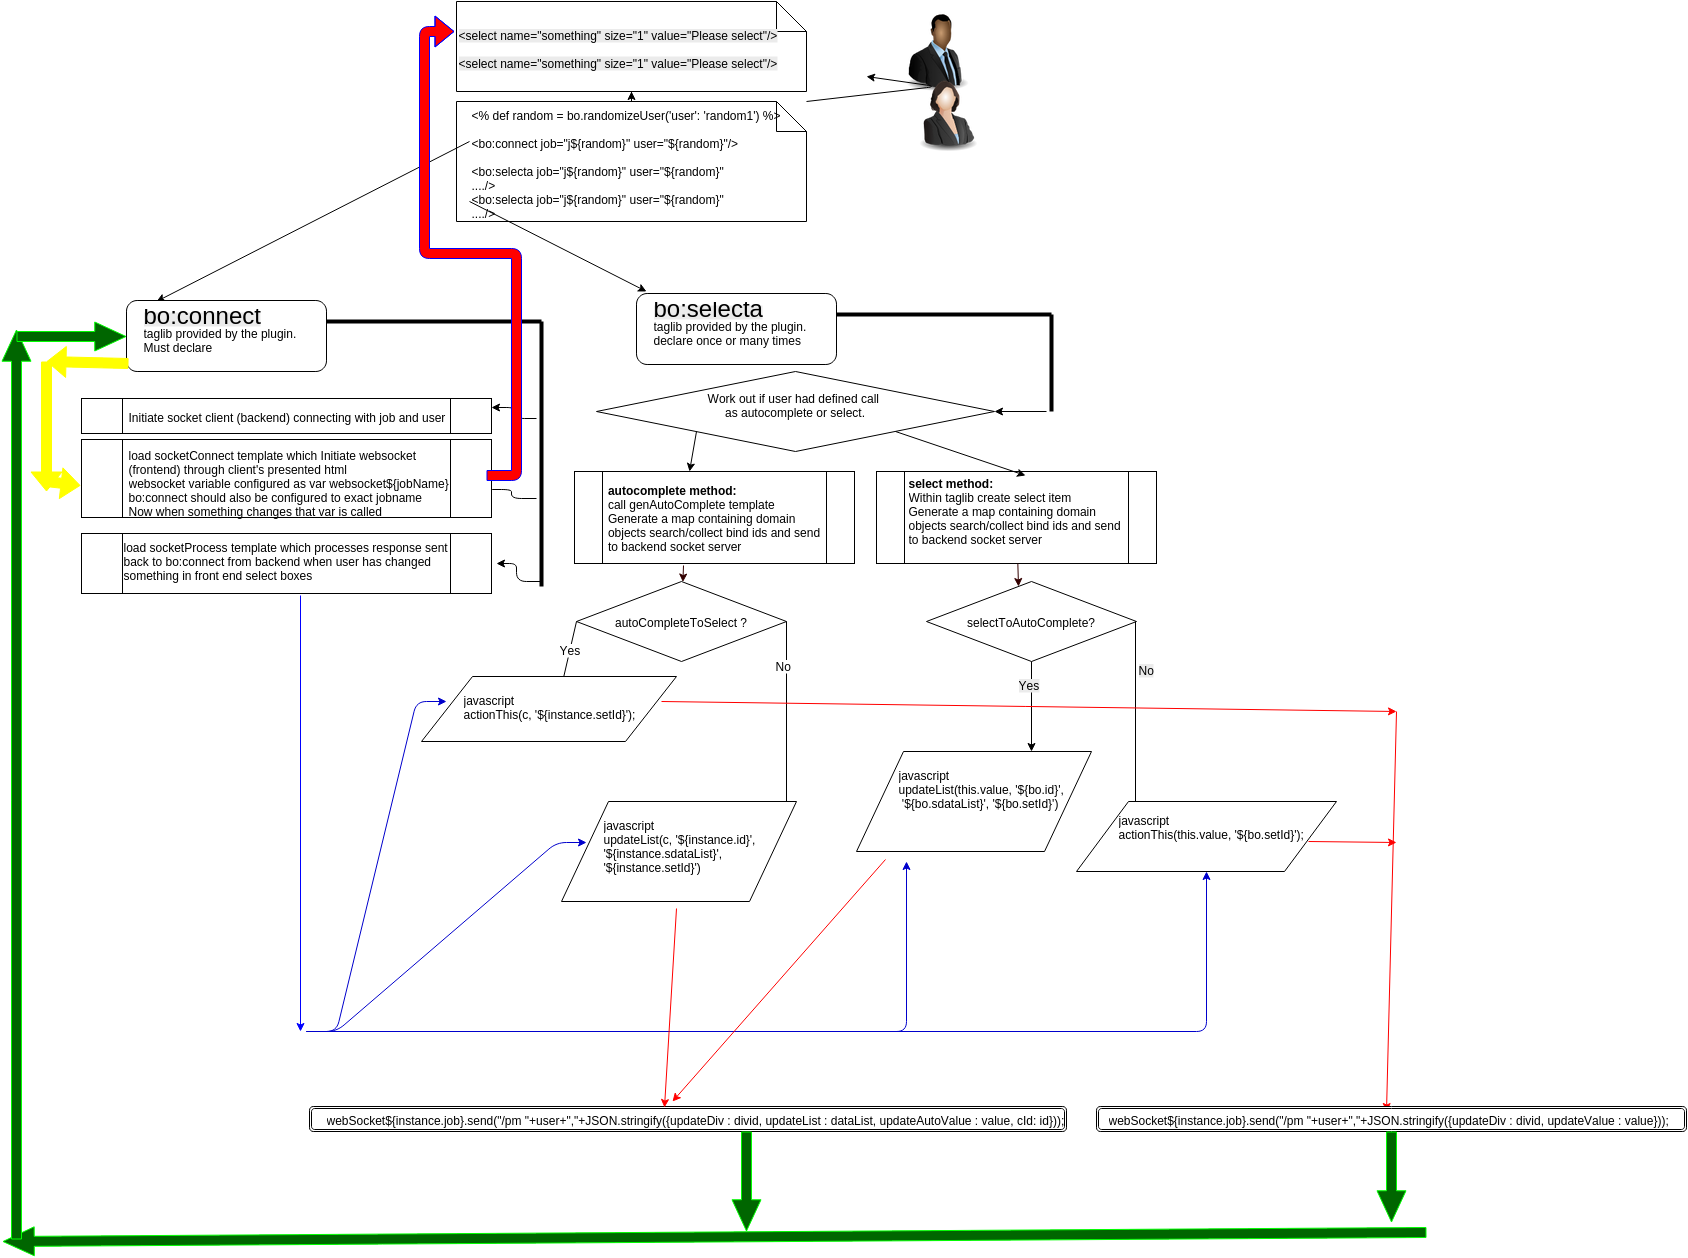 <select name="something" size="1" value="Please select"/>
<select name="something" size="1" value="Please select"/>
<% def random = bo.randomizeUser('user': 'random1') %>
<bo:connect job="j${random}" user="${random}"/>
<bo:selecta job="j${random}" user="${random}"
..../>
<bo:selecta job="j${random}" user="${random}"
..../>
bo:connect
taglib provided by the plugin.
Must declare
bo:selecta
taglib provided by the plugin.
declare once or many times
Initiate socket client (backend) connecting with job and user
load socketConnect template which Initiate websocket
(frontend) through client's presented html
websocket variable configured as var websocket${jobName}
bo:connect should also be configured to exact jobname
Now when something changes that var is called
load socketProcess template which processes response sent
back to bo:connect from backend when user has changed
something in front end select boxes
Work out if user had defined call
as autocomplete or select.
autocomplete method:
call genAutoComplete template
Generate a map containing domain
objects search/collect bind ids and send
to backend socket server
select method:
Within taglib create select item
Generate a map containing domain
objects search/collect bind ids and send
to backend socket server
autoCompleteToSelect ?
selectToAutoComplete?
Yes
No
Yes
No
javascript
actionThis(c, '${instance.setId}');
javascript
updateList(c, '${instance.id}',
'${instance.sdataList}',
'${instance.setId}')
javascript
updateList(this.value, '${bo.id}',
'${bo.sdataList}', '${bo.setId}')
javascript
actionThis(this.value, '${bo.setId}');
webSocket${instance.job}.send("/pm "+user+","+JSON.stringify({updateDiv : divid, updateList : dataList, updateAutoValue : value, cId: id}));
webSocket${instance.job}.send("/pm "+user+","+JSON.stringify({updateDiv : divid, updateValue : value}));